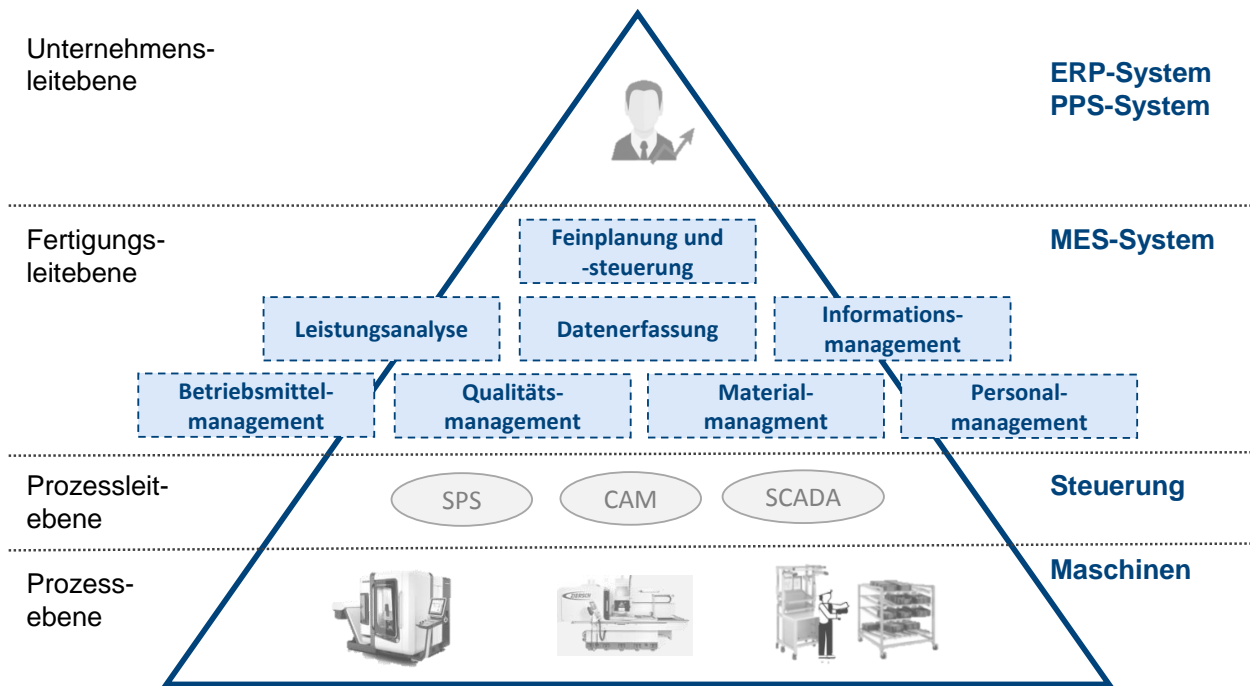 Unternehmens-
leitebene
ERP-System
PPS-System
Fertigungs-
leitebene
Feinplanung und
-steuerung
MES-System
Leistungsanalyse
Datenerfassung
Informations-
management
Betriebsmittel-
management
Qualitäts-
management
Material-
managment
Personal-
management
Prozessleit-
ebene
SPS
CAM
SCADA
Steuerung
Prozess-
ebene
Maschinen